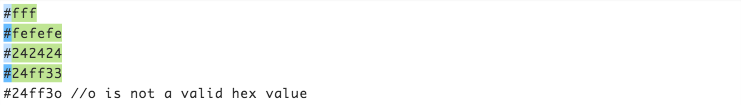 #fff
#fefefe
#242424
#24ff33
#24ff3o //o is not a valid hex value